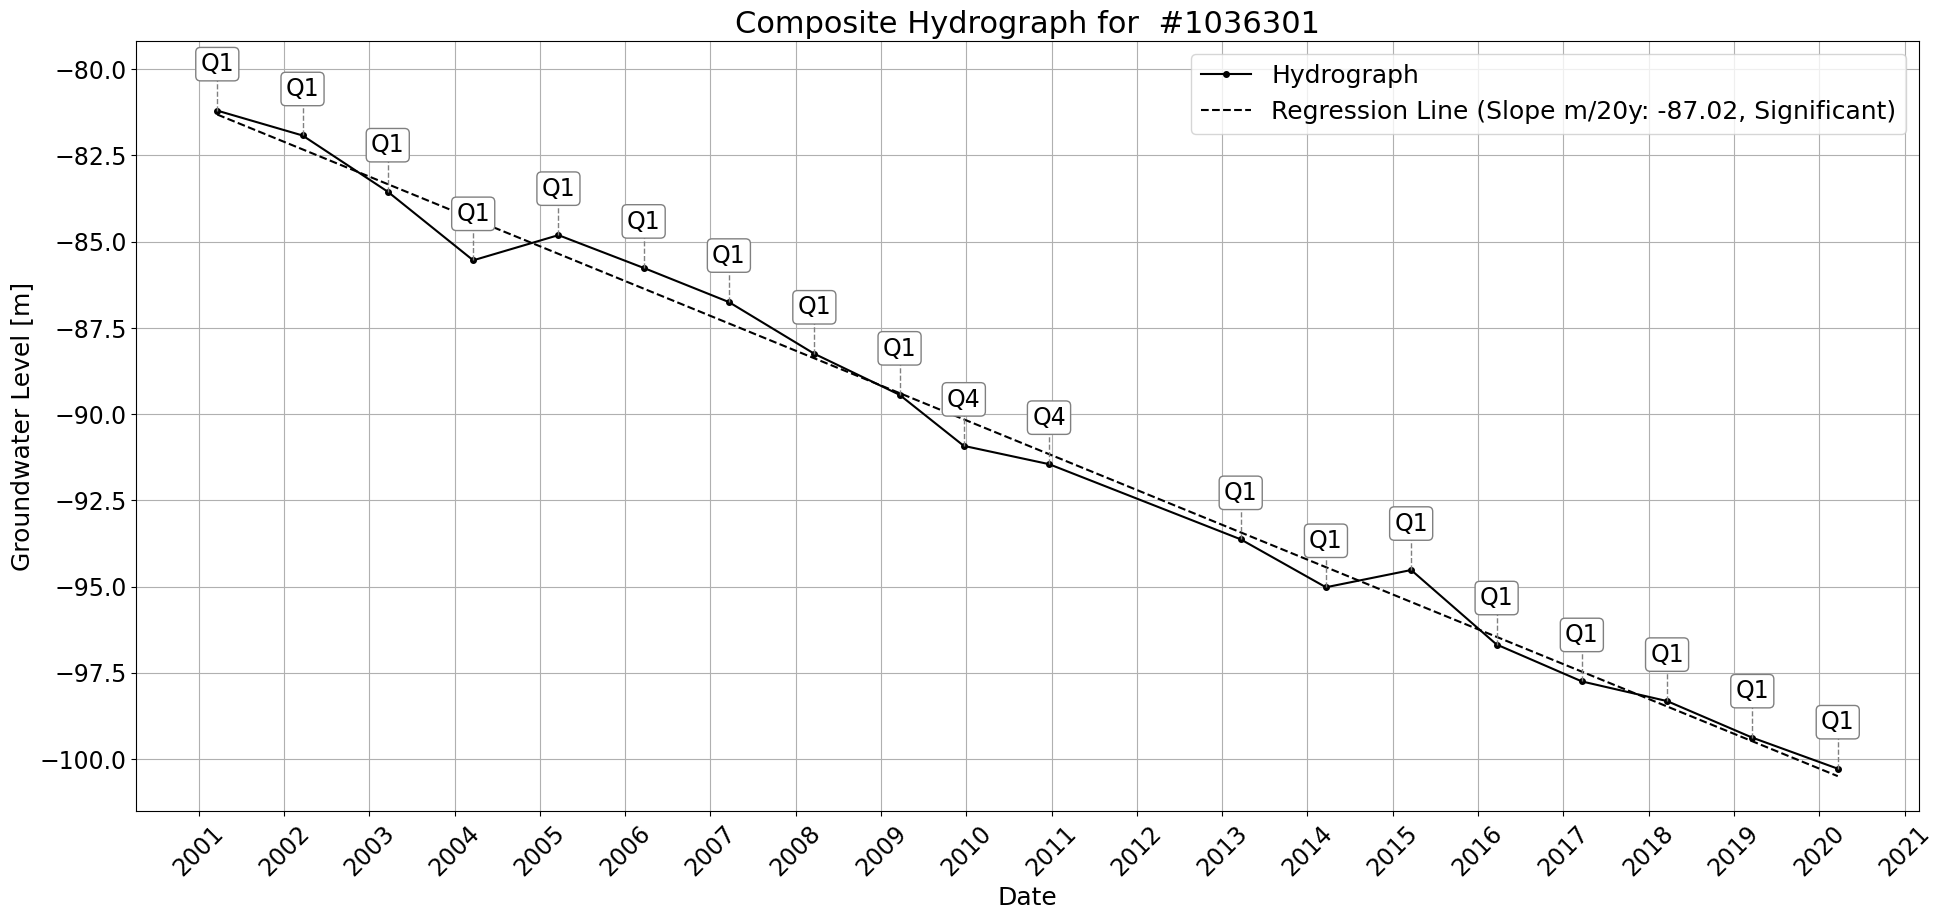 Composite Hydrograph for  #1036301
Hydrograph
Regression Line (Slope m/20y: -87.02, Significant)
Groundwater Level [m]
−80.0
−82.5
−85.0
−87.5
−90.0
−92.5
−95.0
−97.5
−100.0
Q1
Q1
Q1
Q1
Q1
Q1
Q1
Q1
Q1
Q4
Q4
Q1
Q1
Q1
Q1
Q1
Q1
Q1
Q1
2001
2002
2003
2004
2005
2006
2007
2008
2009
2010
2011
2012
2013
2014
2015
2016
2017
2018
2019
2020
2021
Date